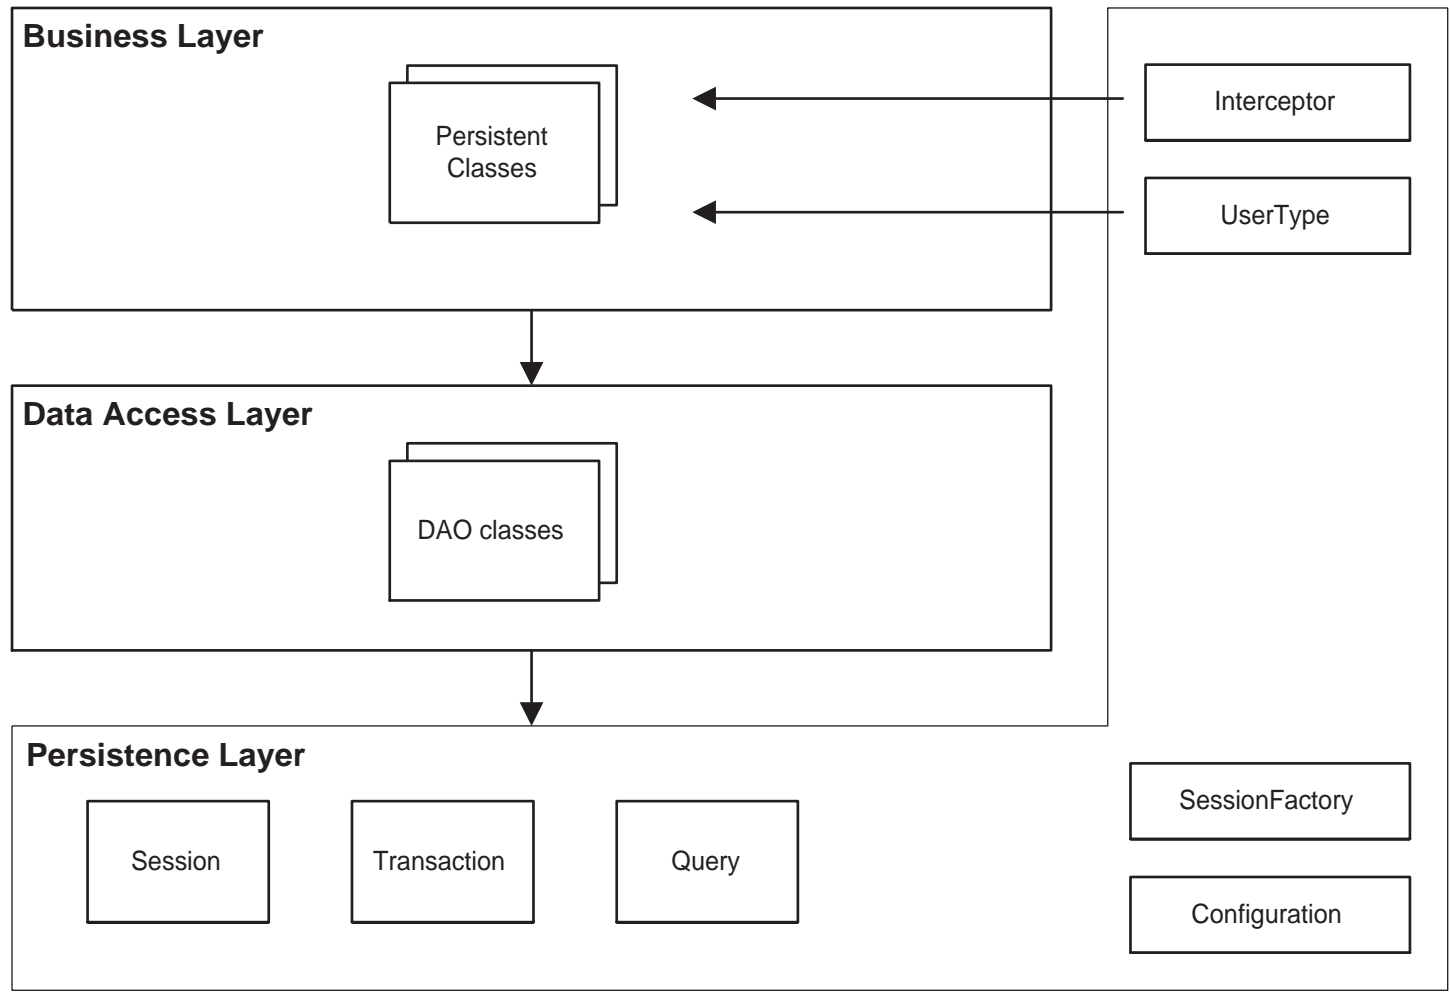 Business Layer
Persistent
Classes
Interceptor
UserType
Data Access Layer
DAO classes
Persistence Layer
Session
Transaction
Query
SessionFactory
Configuration